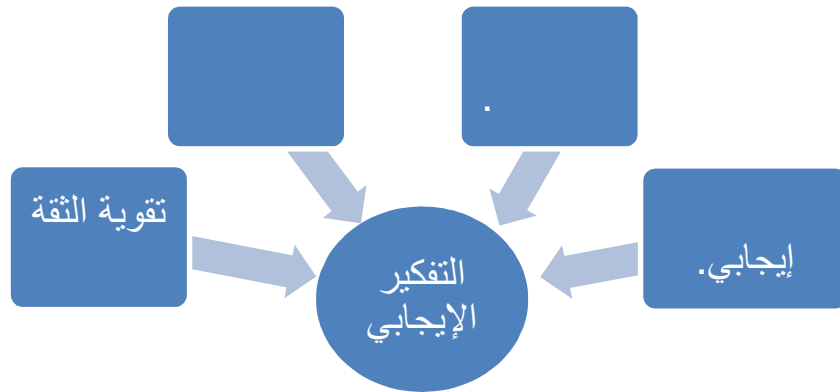 .
إيجابي.
تقوية الثقة
التفكير
الإيجابي